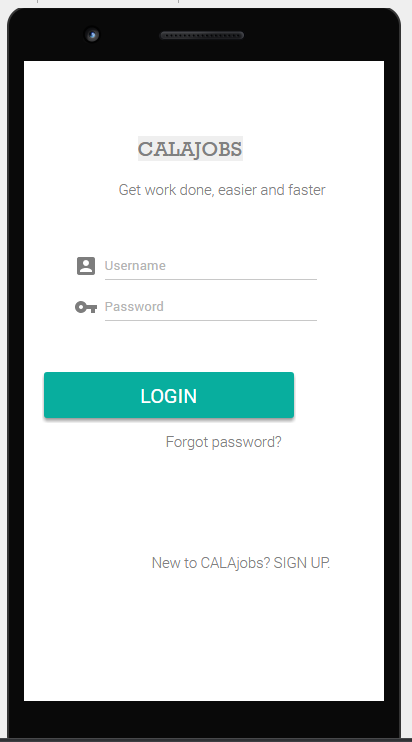 CALAJOBS
Get work done, easier and faster
Username
Password
LOGIN
Forgot password?
New to CALAjobs? SIGN UP.